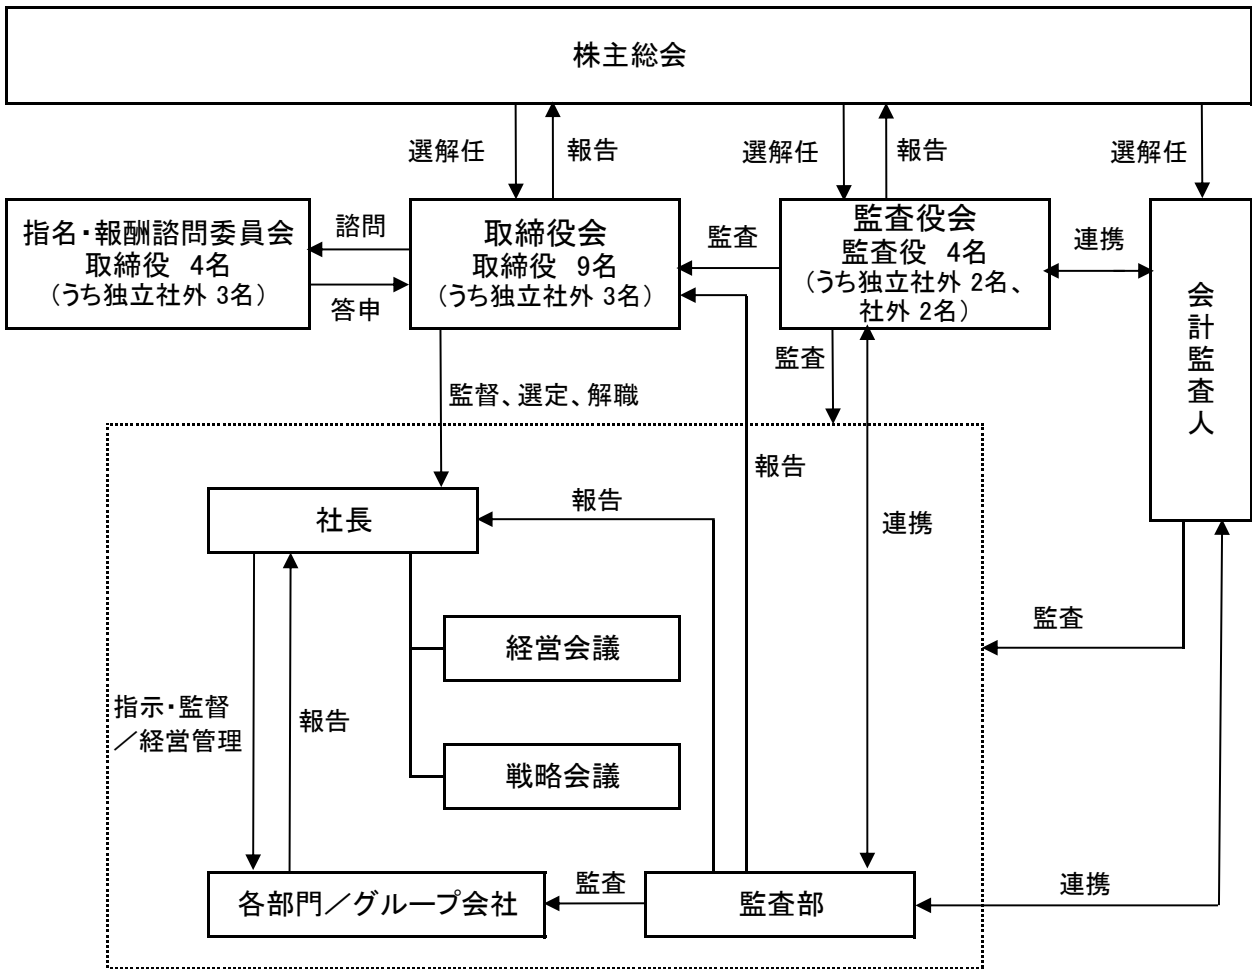 株主総会
選解任
報告
選解任
報告
選解任
指名・報酬諮問委員会
取締役 4名
(うち独立社外 3名)
諮問
答申
取締役会
取締役 9名
(うち独立社外 3名)
監査
監査役会
監査役 4名
(うち独立社外 2名、
社外 2名)
連携
会計監査人
監査
監督、選定、解職
報告
報告
連携
社長
監査
経営会議
指示・監督
／経営管理
報告
戦略会議
各部門／グループ会社
監査
監査部
連携